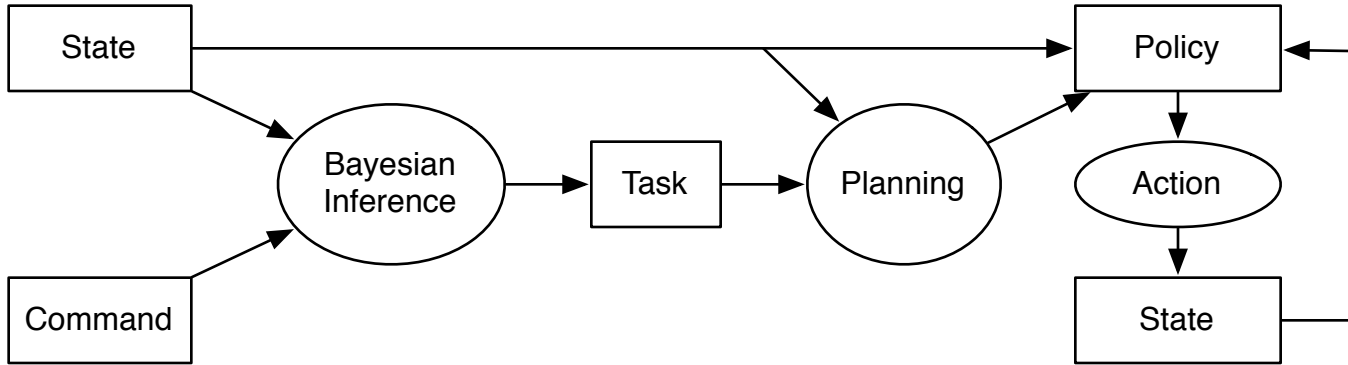 State
Policy
Bayesian
Inference
Task
Planning
Action
Command
State